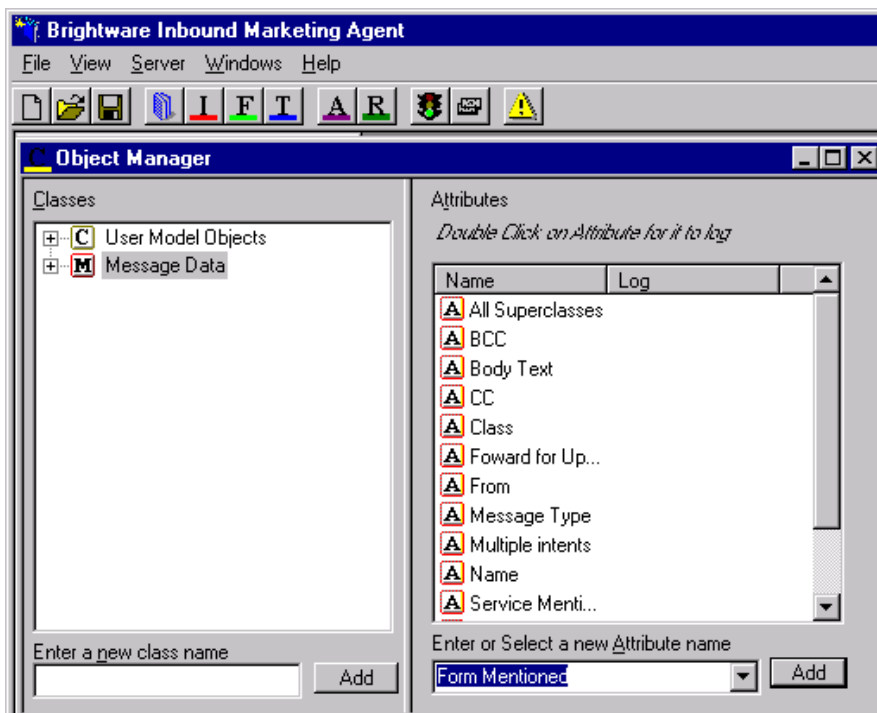 Brightware Inbound Marketing Agent
File View Server Windows Help
I F T A R
C Object Manager
Classes
C User Model Objects
M Message Data
Enter a new class name
Add
Attributes
Double Click on Attribute for it to log
Name Log
A All Superclasses
A BCC
A Body Text
A CC
A Class
A Foward for Up...
A From
A Message Type
A Multiple intents
A Name
A Service Menti...
Enter or Select a new Attribute name
Form Mentioned Add